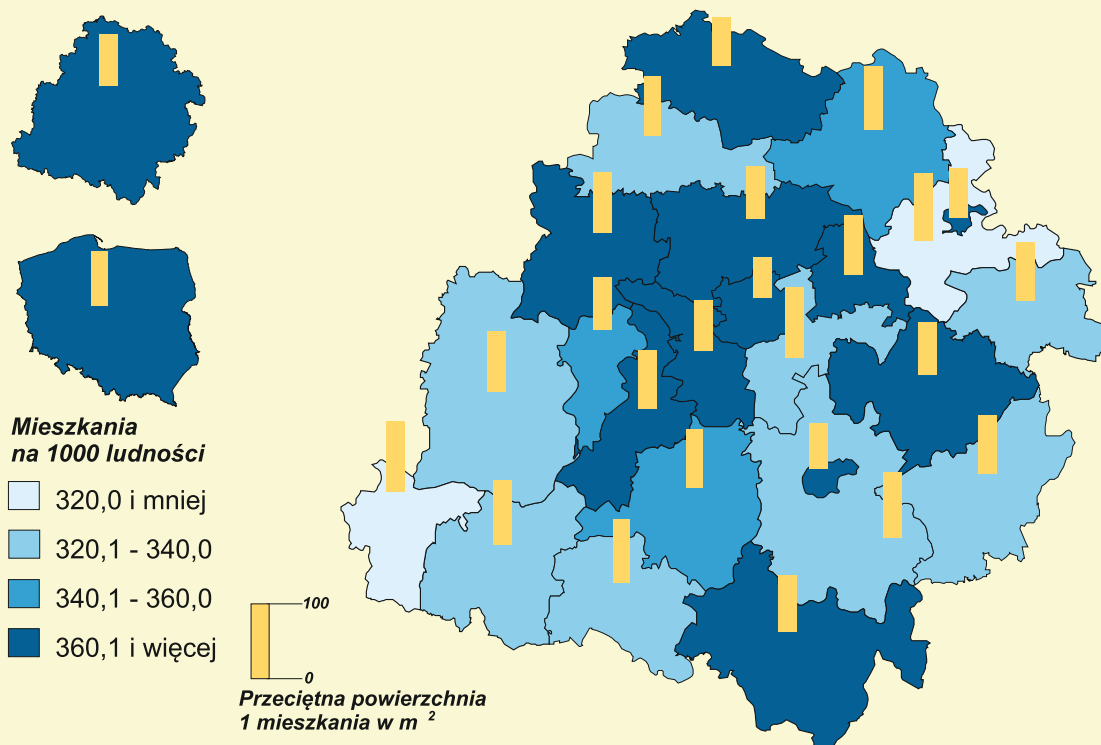 Mieszkania
na 1000 ludności
320,0 i mniej
320,1 - 340,0
340,1 - 360,0
360,1 i więcej
100
0
Przeciętna powierzchnia
1 mieszkania w m ²